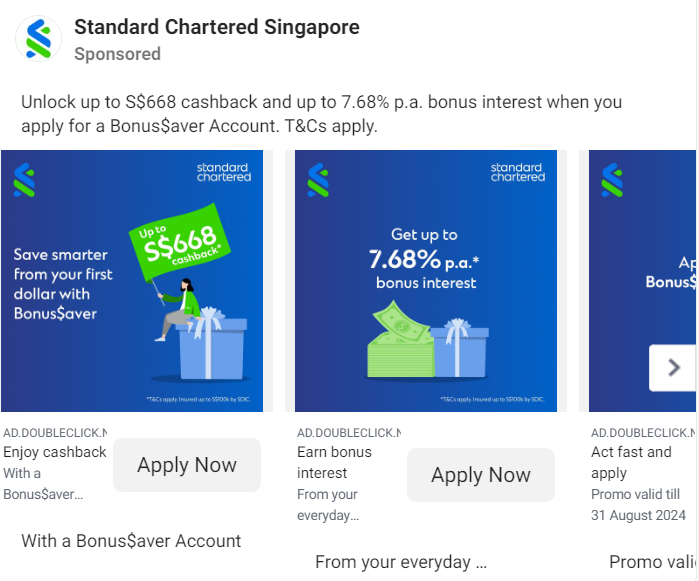 Standard Chartered Singapore
Sponsored
Unlock up to S$668 cashback and up to 7.68% p.a. bonus interest when you
apply for a Bonus$aver Account. T&Cs apply.
standard
chartered
Up to
S$668
cashback*
Save smarter
from your first
dollar with
Bonus$aver
*T&Cs apply. Insured up to S$100k by SDIC.
AD.DOUBLECLICK.N
Enjoy cashback
With a
Bonus$aver...
Apply Now
With a Bonus$aver Account
standard
chartered
Get up to
7.68% p.a.*
bonus interest
*T&Cs apply. Insured up to S$100k by SDIC.
AD.DOUBLECLICK.N
Earn bonus
interest
From your
everyday...
Apply Now
From your everyday ...
Ap
Bonus$
AD.DOUBLECLICK.N
Act fast and
apply
Promo valid till
31 August 2024
Promo vali